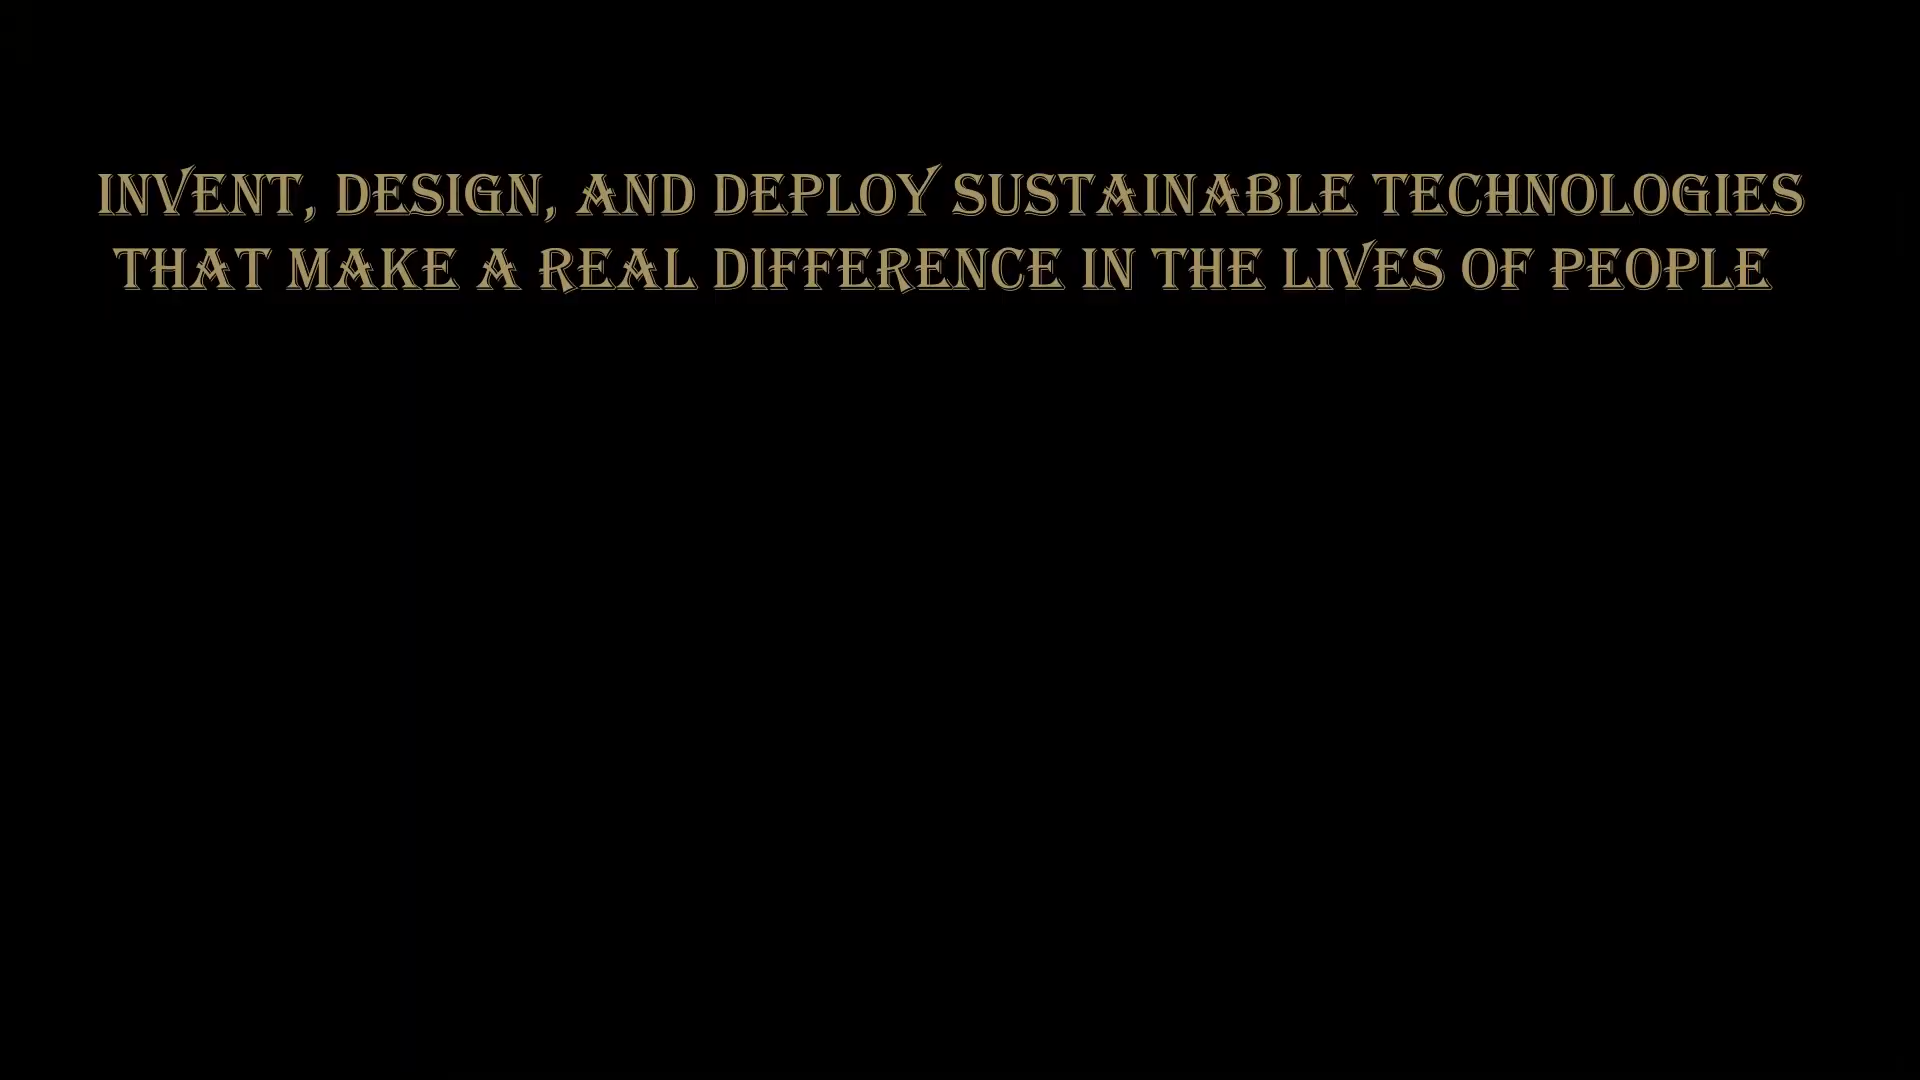 INVENT, DESIGN, AND DEPLOY SUSTAINABLE TECHNOLOGIES
THAT MAKE A REAL DIFFERENCE IN THE LIVES OF PEOPLE